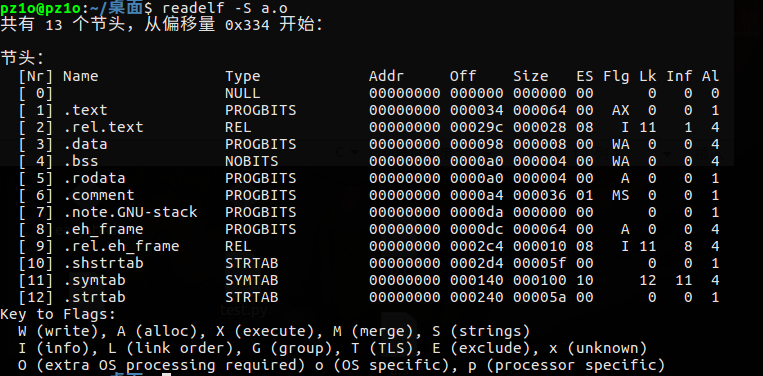 pz1o@pz1o:~/桌面$ readelf -S a.o
共有 13 个节头，从偏移量 0x334 开始：
节头：
  [Nr] Name              Type            Addr     Off    Size   ES Flg Lk Inf Al
  [ 0]                   NULL            00000000 000000 000000 00      0   0  0
  [ 1] .text             PROGBITS        00000000 000034 000064 00  AX  0   0  1
  [ 2] .rel.text         REL             00000000 00029c 000028 08   I 11   1  4
  [ 3] .data             PROGBITS        00000000 000098 000008 00  WA  0   0  4
  [ 4] .bss              NOBITS          00000000 0000a0 000004 00  WA  0   0  4
  [ 5] .rodata           PROGBITS        00000000 0000a0 000004 00   A  0   0  1
  [ 6] .comment          PROGBITS        00000000 0000a4 000036 01  MS  0   0  1
  [ 7] .note.GNU-stack   PROGBITS        00000000 0000da 000000 00      0   0  1
  [ 8] .eh_frame         PROGBITS        00000000 0000dc 000064 00   A  0   0  4
  [ 9] .rel.eh_frame     REL             00000000 0002c4 000010 08   I 11   8  4
  [10] .shstrtab         STRTAB          00000000 0002d4 00005f 00      0   0  1
  [11] .symtab           SYMTAB          00000000 000140 000100 10     12  11  4
  [12] .strtab           STRTAB          00000000 000240 00005a 00      0   0  1
Key to Flags:
  W (write), A (alloc), X (execute), M (merge), S (strings)
  I (info), L (link order), G (group), T (TLS), E (exclude), x (unknown)
  O (extra OS processing required) o (OS specific), p (processor specific)